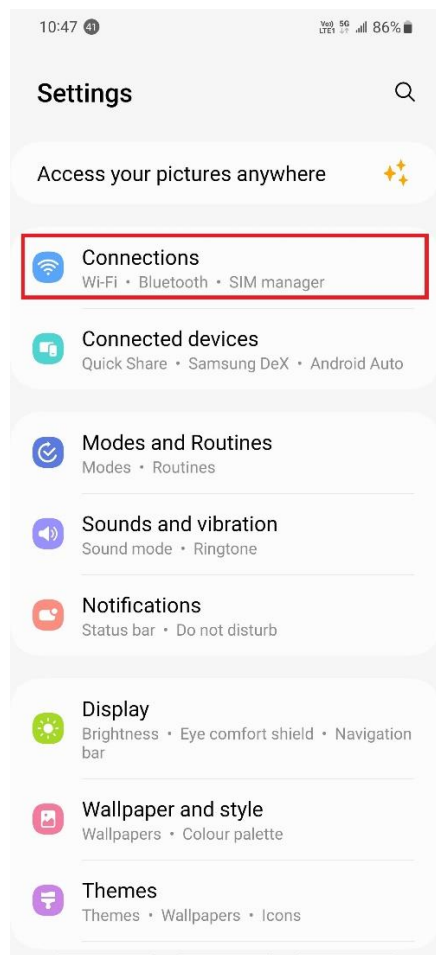 10:47 41 Vo) 5G LTE1 86%
Settings
Access your pictures anywhere
Connections
Wi-Fi • Bluetooth • SIM manager
Connected devices
Quick Share • Samsung DeX • Android Auto
Modes and Routines
Modes • Routines
Sounds and vibration
Sound mode • Ringtone
Notifications
Status bar • Do not disturb
Display
Brightness • Eye comfort shield • Navigation
bar
Wallpaper and style
Wallpapers • Colour palette
Themes
Themes • Wallpapers • Icons